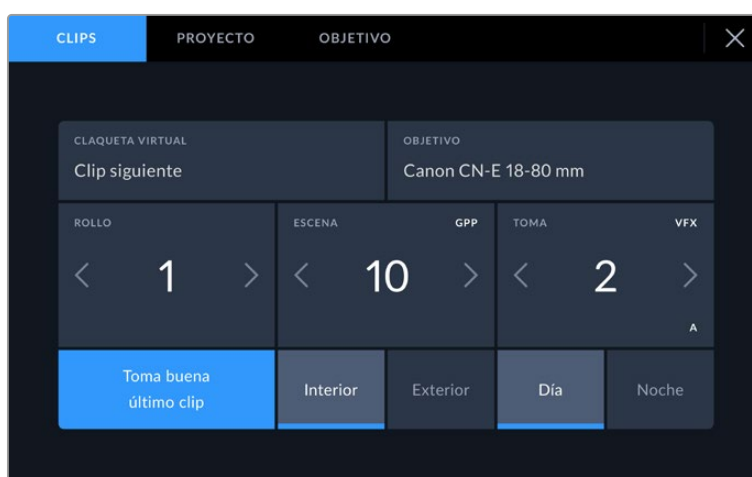 CLIPS PROYECTO OBJETIVO
CLAQUETA VIRTUAL OBJETIVO
Clip siguiente Canon CN-E 18-80 mm
ROLLO ESCENA GPP TOMA VFX
1 10 2
A
Toma buena
último clip
Interior Exterior Día Noche